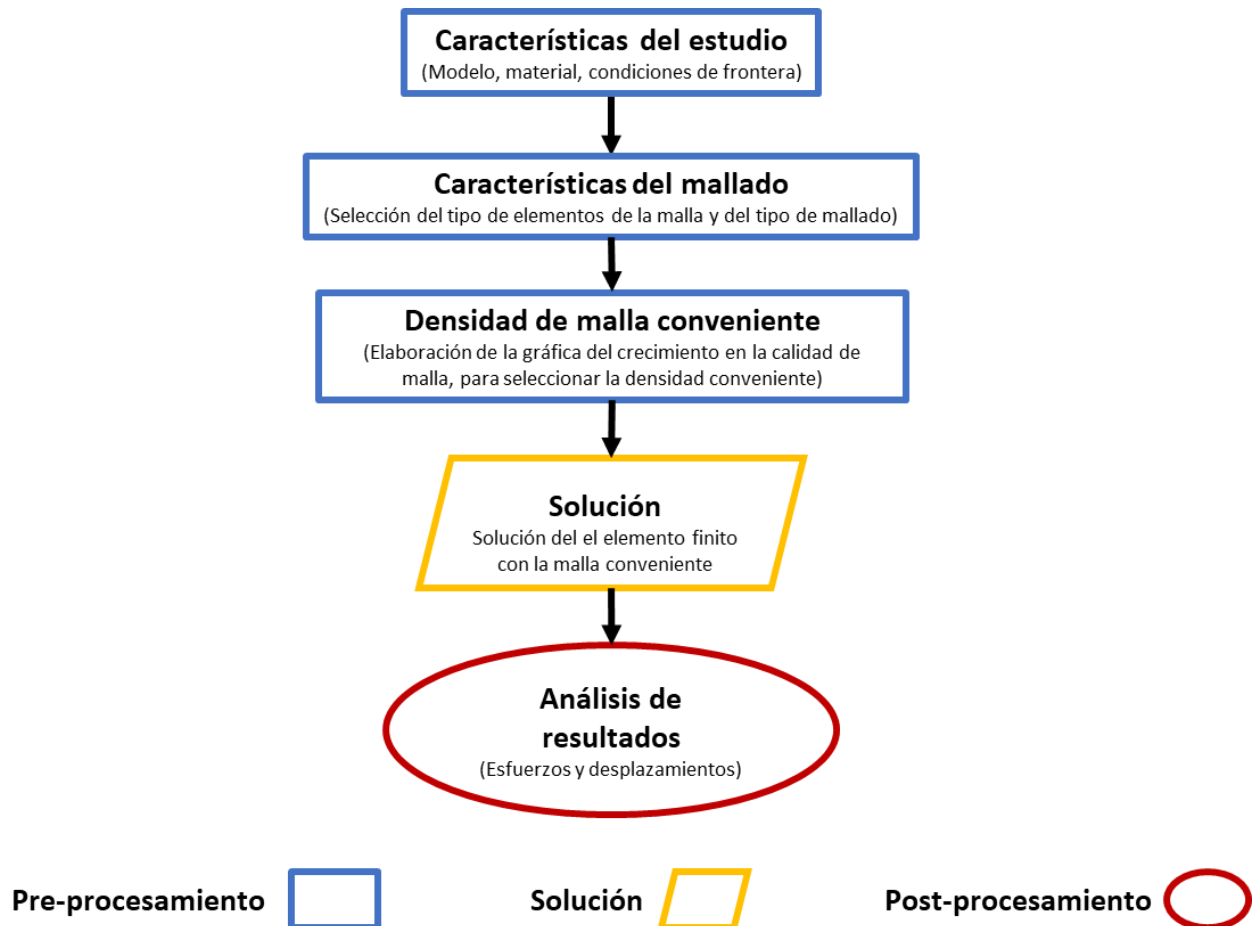 Características del estudio
(Modelo, material, condiciones de frontera)
Características del mallado
(Selección del tipo de elementos de la malla y del tipo de mallado)
Densidad de malla conveniente
(Elaboración de la gráfica del crecimiento en la calidad de
malla, para seleccionar la densidad conveniente)
Solución
Solución del el elemento finito
con la malla conveniente
Análisis de
resultados
(Esfuerzos y desplazamientos)
Pre-procesamiento
Solución
Post-procesamiento